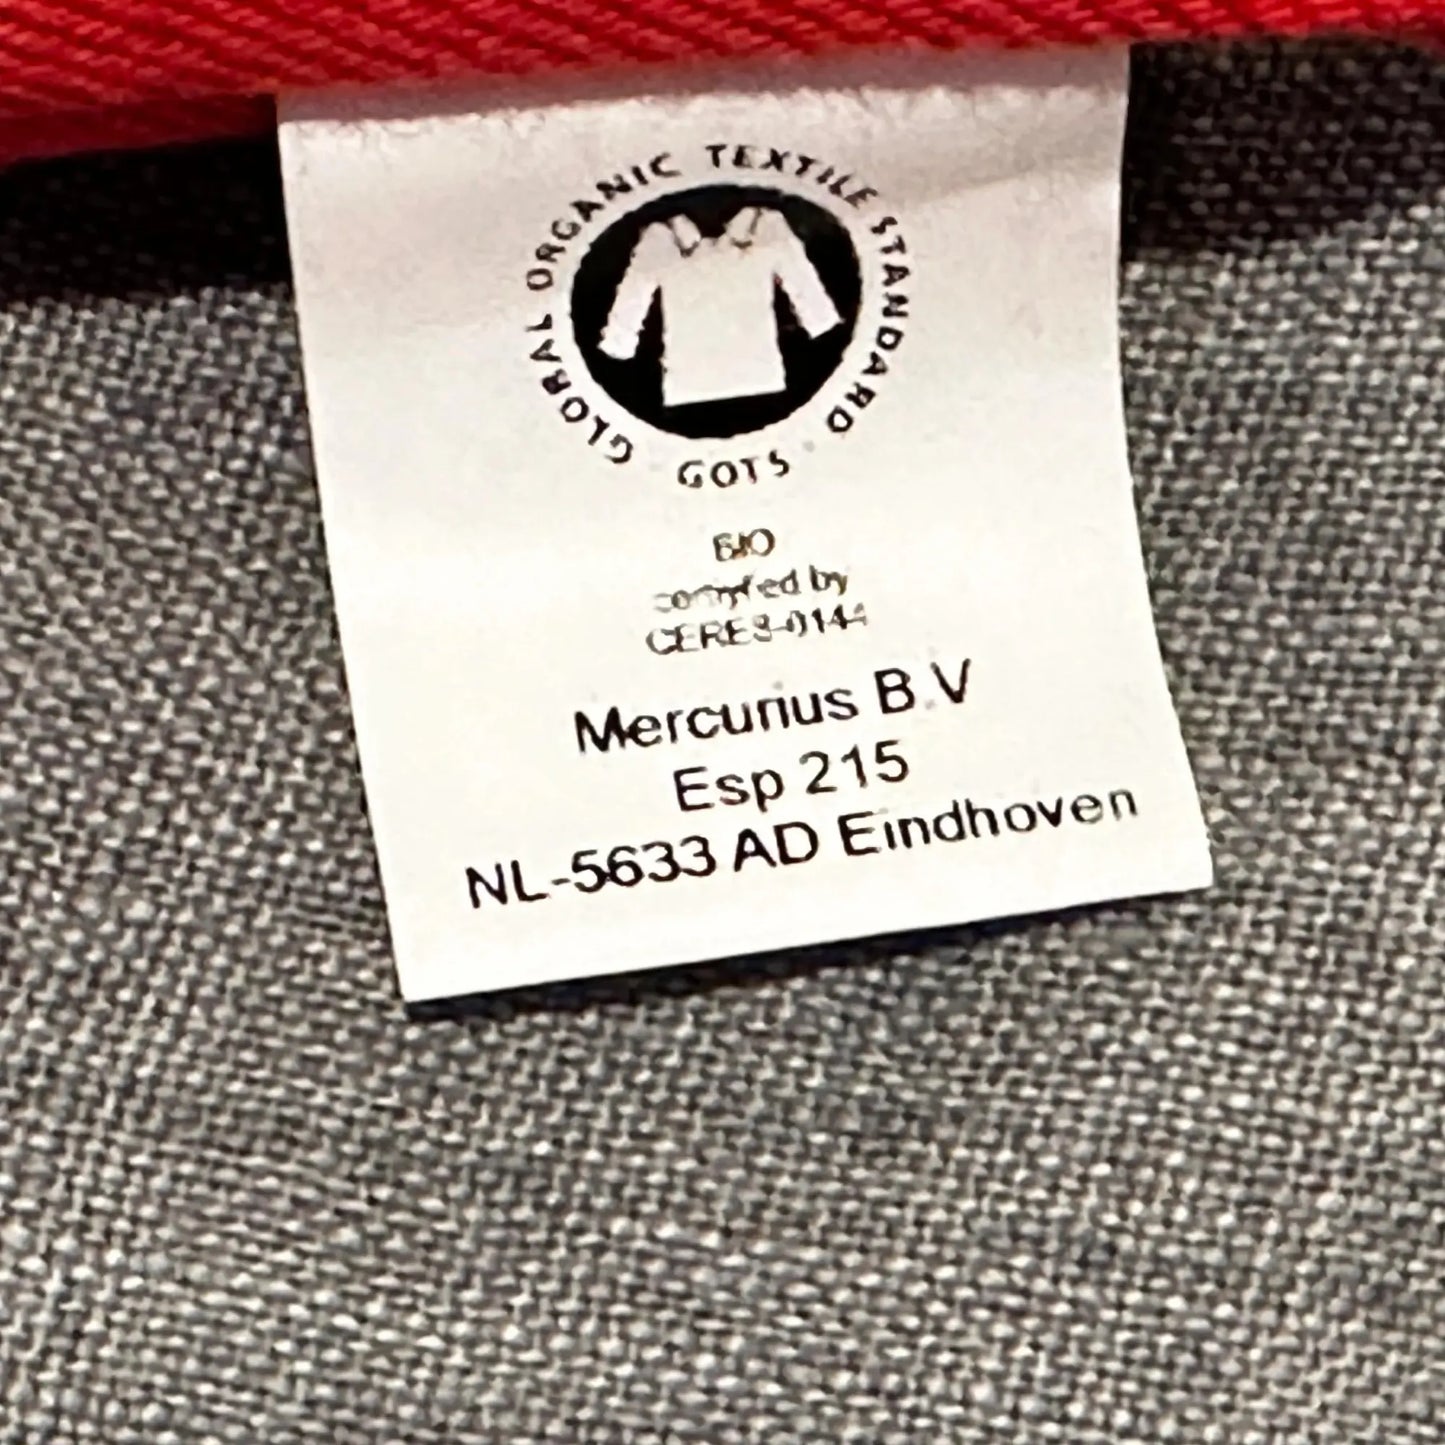 GLOBAL ORGANIC TEXTILE STANDARD
GOTS
BIO
certified by
CERES-0144
Mercurius B.V
Esp 215
NL-5633 AD Eindhoven